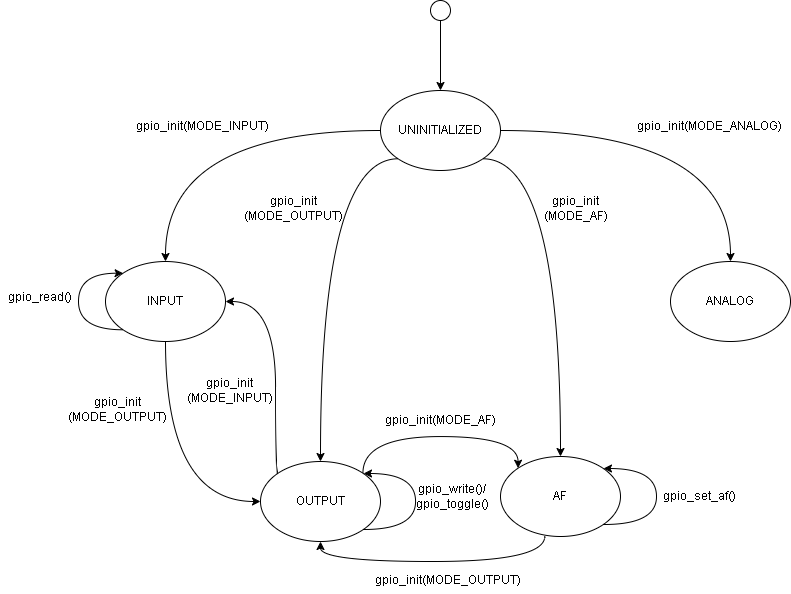 UNINITIALIZED
gpio_init(MODE_INPUT)
gpio_init(MODE_ANALOG)
gpio_init
(MODE_OUTPUT)
gpio_init
(MODE_AF)
gpio_read()
INPUT
ANALOG
gpio_init
(MODE_OUTPUT)
gpio_init
(MODE_INPUT)
gpio_init(MODE_AF)
OUTPUT
gpio_write()/
gpio_toggle()
AF
gpio_set_af()
gpio_init(MODE_OUTPUT)